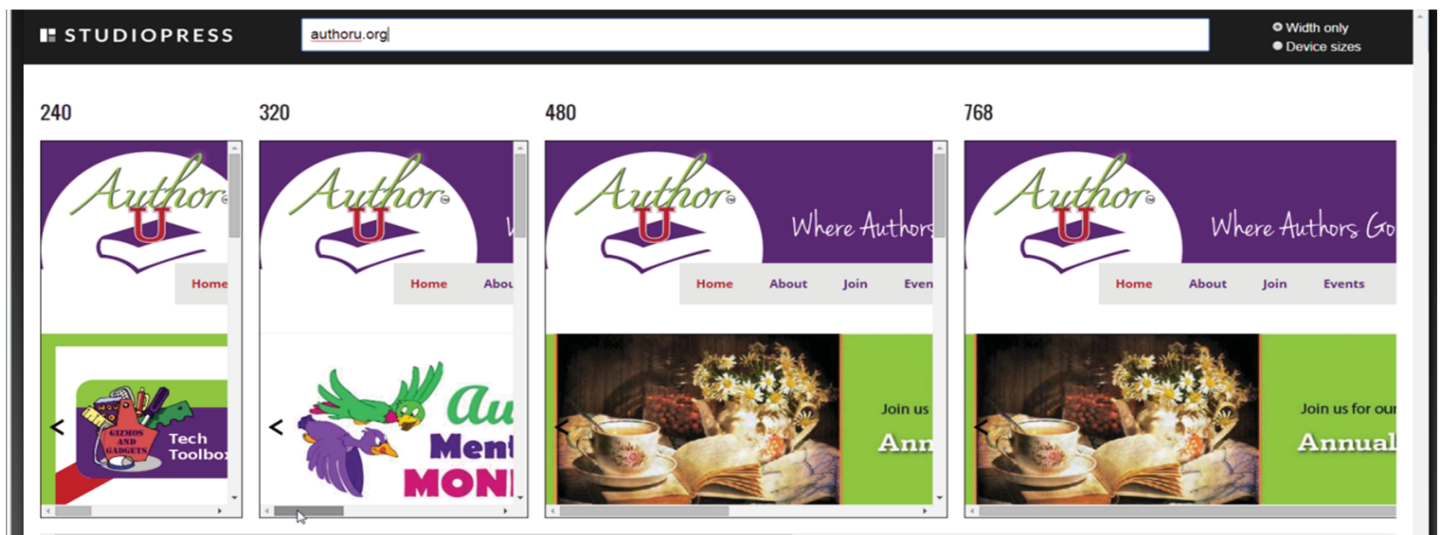 STUDIOPRESS
authoru.org
Width only
Device sizes
240
320
480
768
Author
U
Home
Tech
Toolbox
GIZMOS
AND
GADGETS
Author
U
W
Home Abou
Au
Ment
MON
Author
U
Where Authors
Home About Join Even
Join us
Ann
Author
U
Where Authors Go
Home About Join Events
Join us for our
Annual